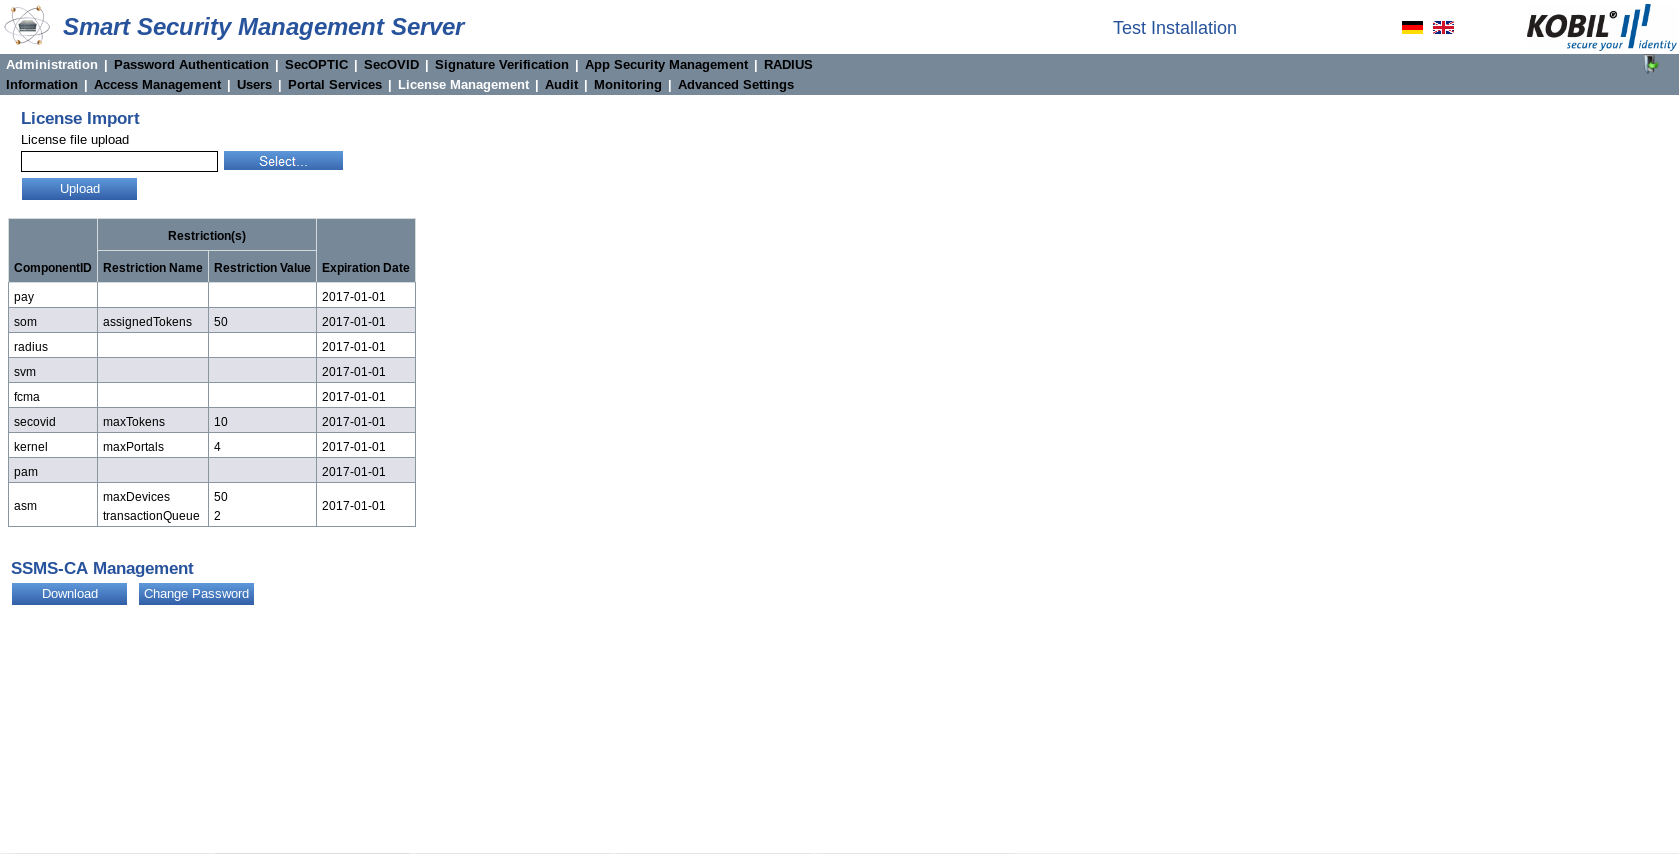 Smart Security Management Server
Test Installation
KOBIL®
secure your identity
Administration | Password Authentication | SecOPTIC | SecOVID | Signature Verification | App Security Management | RADIUS
Information | Access Management | Users | Portal Services | License Management | Audit | Monitoring | Advanced Settings
License Import
License file upload
Select...
Upload
Restriction(s)
ComponentID Restriction Name Restriction Value Expiration Date
pay 2017-01-01
som assignedTokens 50 2017-01-01
radius 2017-01-01
svm 2017-01-01
fcma 2017-01-01
secovid maxTokens 10 2017-01-01
kernel maxPortals 4 2017-01-01
pam 2017-01-01
maxDevices 50
asm 2017-01-01
transactionQueue 2
SSMS-CA Management
Download Change Password